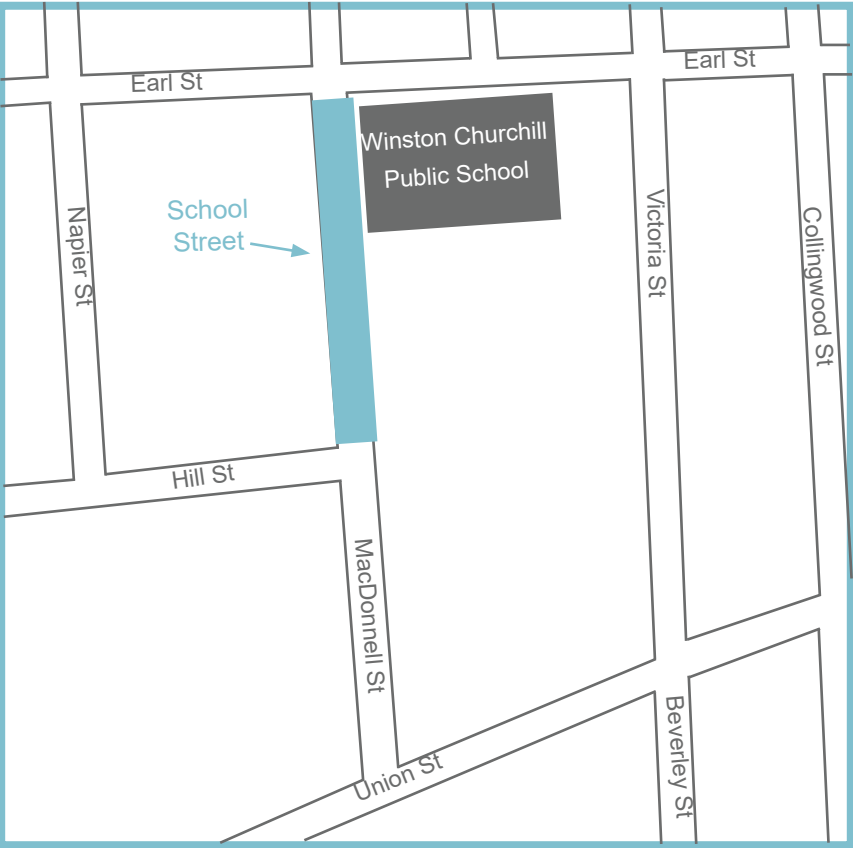 Earl St
Earl St
Winston Churchill
Public School
School
Street
Napier St
Victoria St
Collingwood St
Hill St
MacDonnell St
Union St
Beverley St